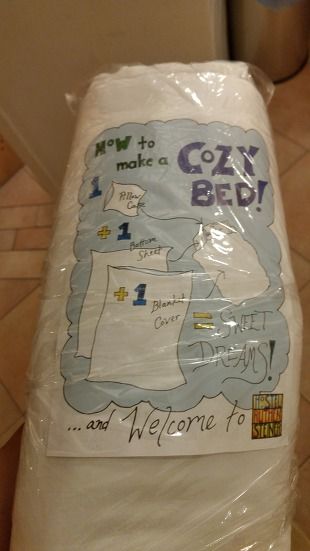 HOW to
make a
COZY
BED!
1
Pillow
Case
+ 1
Bottom
Sheet
+ 1
Blanket
Cover
= SWEET
DREAMS!
...and Welcome to
HOSTEL